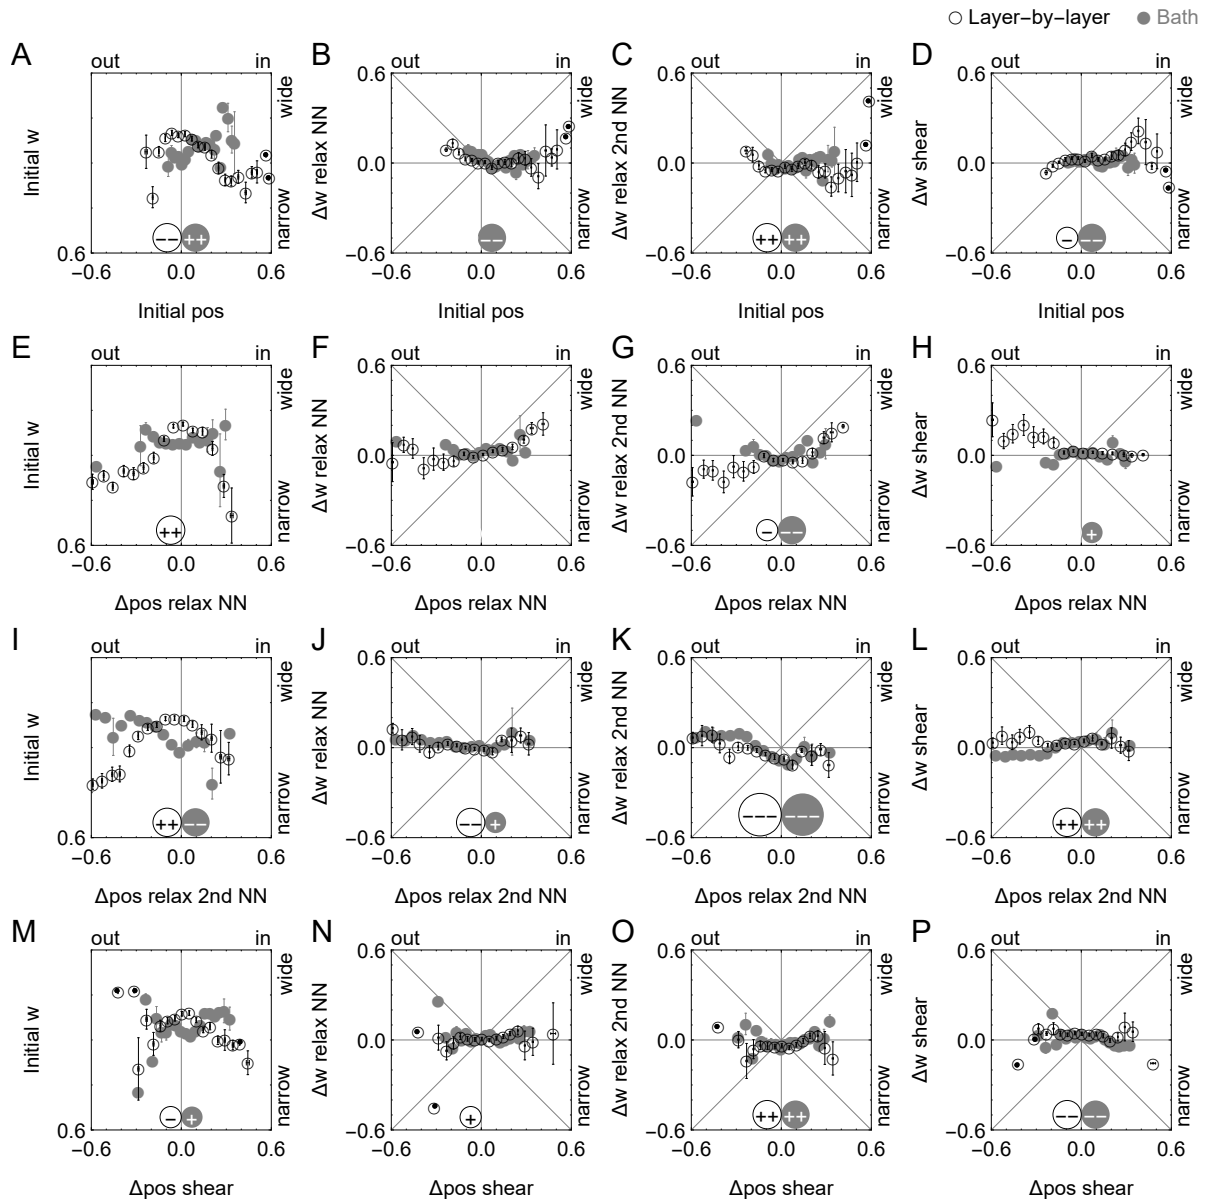 Layer−by−layer Bath
A B C D
out in out in out in out in
Initial w 0.6 −0.6 0.0 0.6 Initial pos wide narrow −− ++
Δw relax NN 0.6 0.0 −0.6 −0.6 0.0 0.6 Initial pos wide narrow −−
Δw relax 2nd NN 0.6 0.0 −0.6 −0.6 0.0 0.6 Initial pos wide narrow ++ ++
Δw shear 0.6 0.0 −0.6 −0.6 0.0 0.6 Initial pos wide narrow − −−
E F G H
out in out in out in out in
Initial w 0.6 −0.6 0.0 0.6 Δpos relax NN wide narrow ++
Δw relax NN 0.6 0.0 −0.6 −0.6 0.0 0.6 Δpos relax NN wide narrow
Δw relax 2nd NN 0.6 0.0 −0.6 −0.6 0.0 0.6 Δpos relax NN wide narrow − −−
Δw shear 0.6 0.0 −0.6 −0.6 0.0 0.6 Δpos relax NN wide narrow +
I J K L
out in out in out in out in
Initial w 0.6 −0.6 0.0 0.6 Δpos relax 2nd NN wide narrow ++ −−
Δw relax NN 0.6 0.0 −0.6 −0.6 0.0 0.6 Δpos relax 2nd NN wide narrow −− +
Δw relax 2nd NN 0.6 0.0 −0.6 −0.6 0.0 0.6 Δpos relax 2nd NN wide narrow −−− −−−
Δw shear 0.6 0.0 −0.6 −0.6 0.0 0.6 Δpos relax 2nd NN wide narrow ++ ++
M N O P
out in out in out in out in
Initial w 0.6 −0.6 0.0 0.6 Δpos shear wide narrow − +
Δw relax NN 0.6 0.0 −0.6 −0.6 0.0 0.6 Δpos shear wide narrow +
Δw relax 2nd NN 0.6 0.0 −0.6 −0.6 0.0 0.6 Δpos shear wide narrow ++ ++
Δw shear 0.6 0.0 −0.6 −0.6 0.0 0.6 Δpos shear wide narrow −− −−